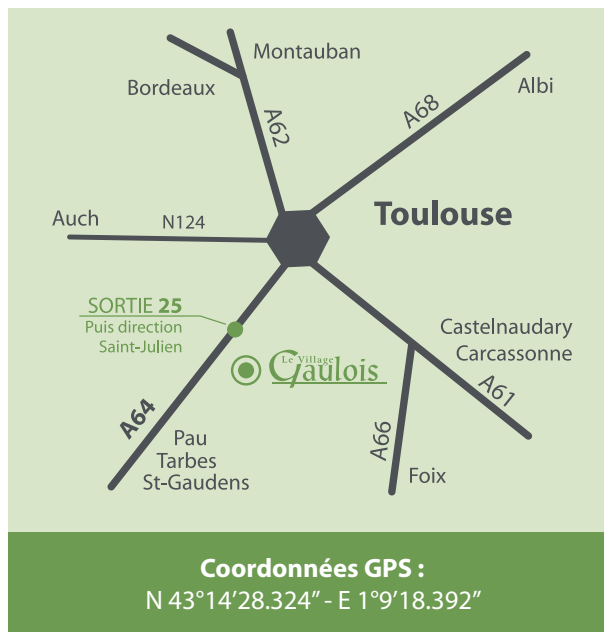 Montauban
Bordeaux
A62
A68
Albi
Auch
N124
Toulouse
SORTIE 25
Puis direction
Saint-Julien
Le Village
Gaulois
Castelnaudary
Carcassonne
A61
A64
A66
Pau
Tarbes
St-Gaudens
Foix
Coordonnées GPS :
N 43°14’28.324’’ - E 1°9’18.392’’